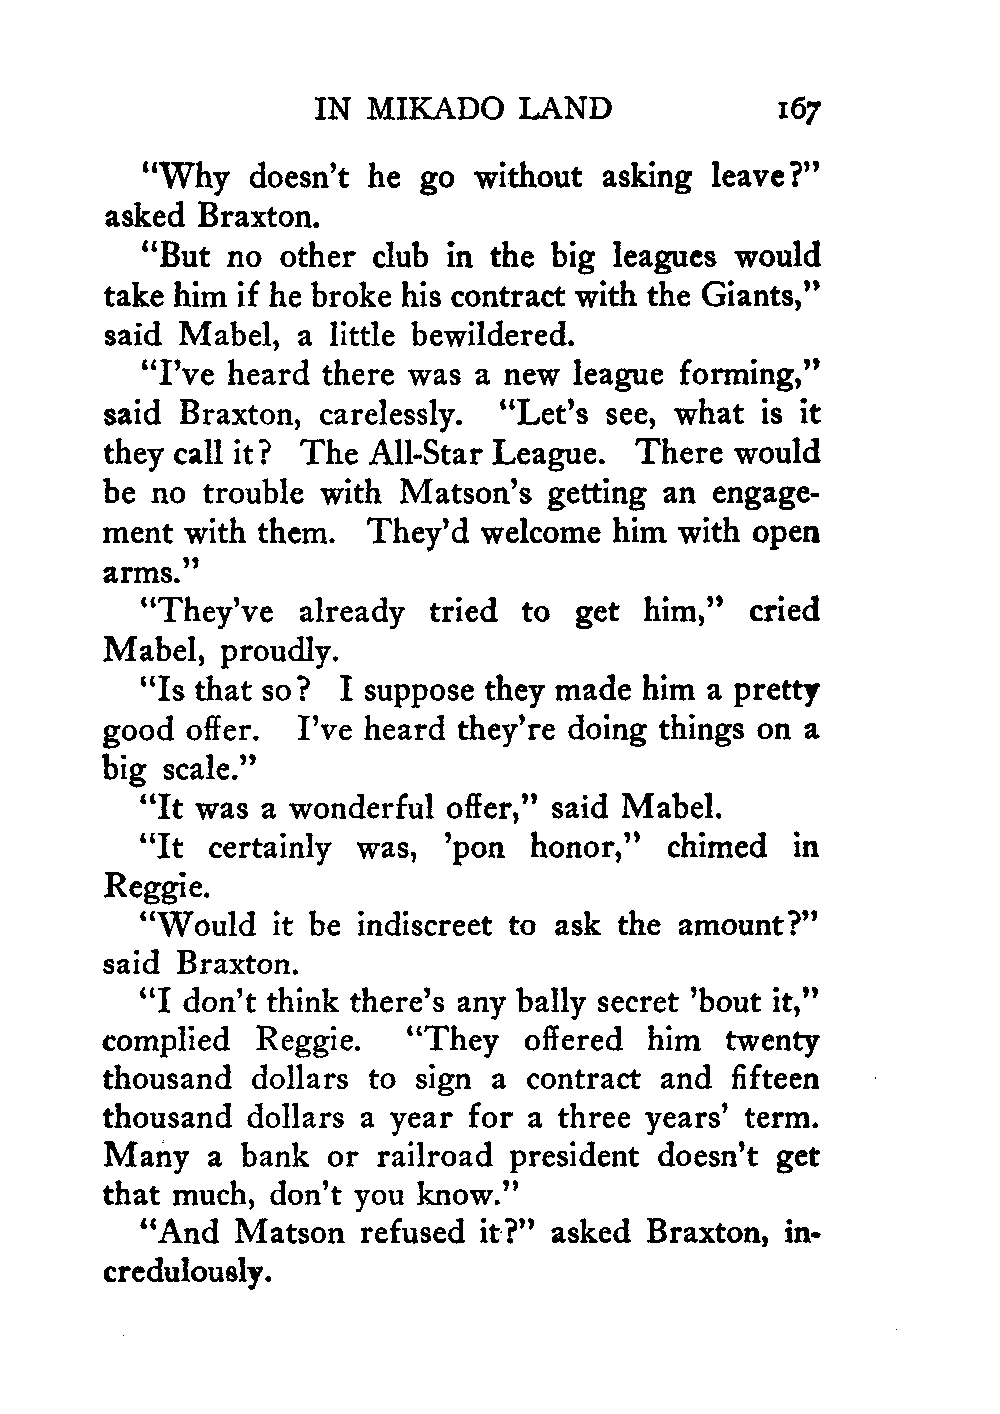 IN MIKADO LAND 167
"Why doesn't he go without asking leave?"
asked Braxton.
"But no other club in the big leagues would
take him if he broke his contract with the Giants,"
said Mabel, a little bewildered.
"I've heard there was a new league forming,"
said Braxton, carelessly. "Let's see, what is it
they call it? The All-Star League. There would
be no trouble with Matson's getting an engage-
ment with them. They'd welcome him with open
arms."
"They've already tried to get him," cried
Mabel, proudly.
"Is that so? I suppose they made him a pretty
good offer. I've heard they're doing things on a
big scale."
"It was a wonderful offer," said Mabel.
"It certainly was, 'pon honor," chimed in
Reggie.
"Would it be indiscreet to ask the amount?"
said Braxton.
"I don't think there's any bally secret 'bout it,"
complied Reggie. "They offered him twenty
thousand dollars to sign a contract and fifteen
thousand dollars a year for a three years' term.
Many a bank or railroad president doesn't get
that much, don't you know."
"And Matson refused it?" asked Braxton, in-
credulously.